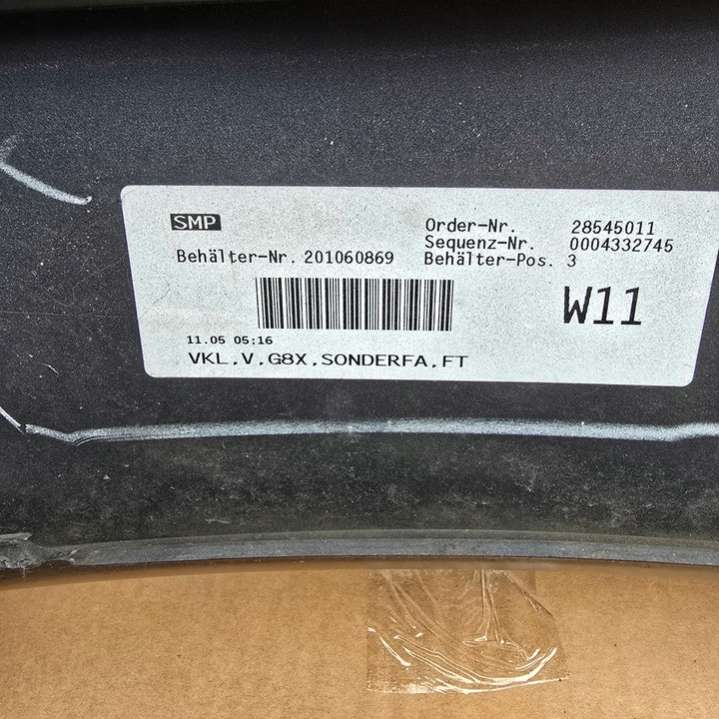 SMP
Order-Nr. 28545011
Sequenz-Nr. 0004332745
Behälter-Nr. 201060869 Behälter-Pos. 3
W11
11.05 05:16
VKL.V.G8X.SONDERFA.FT